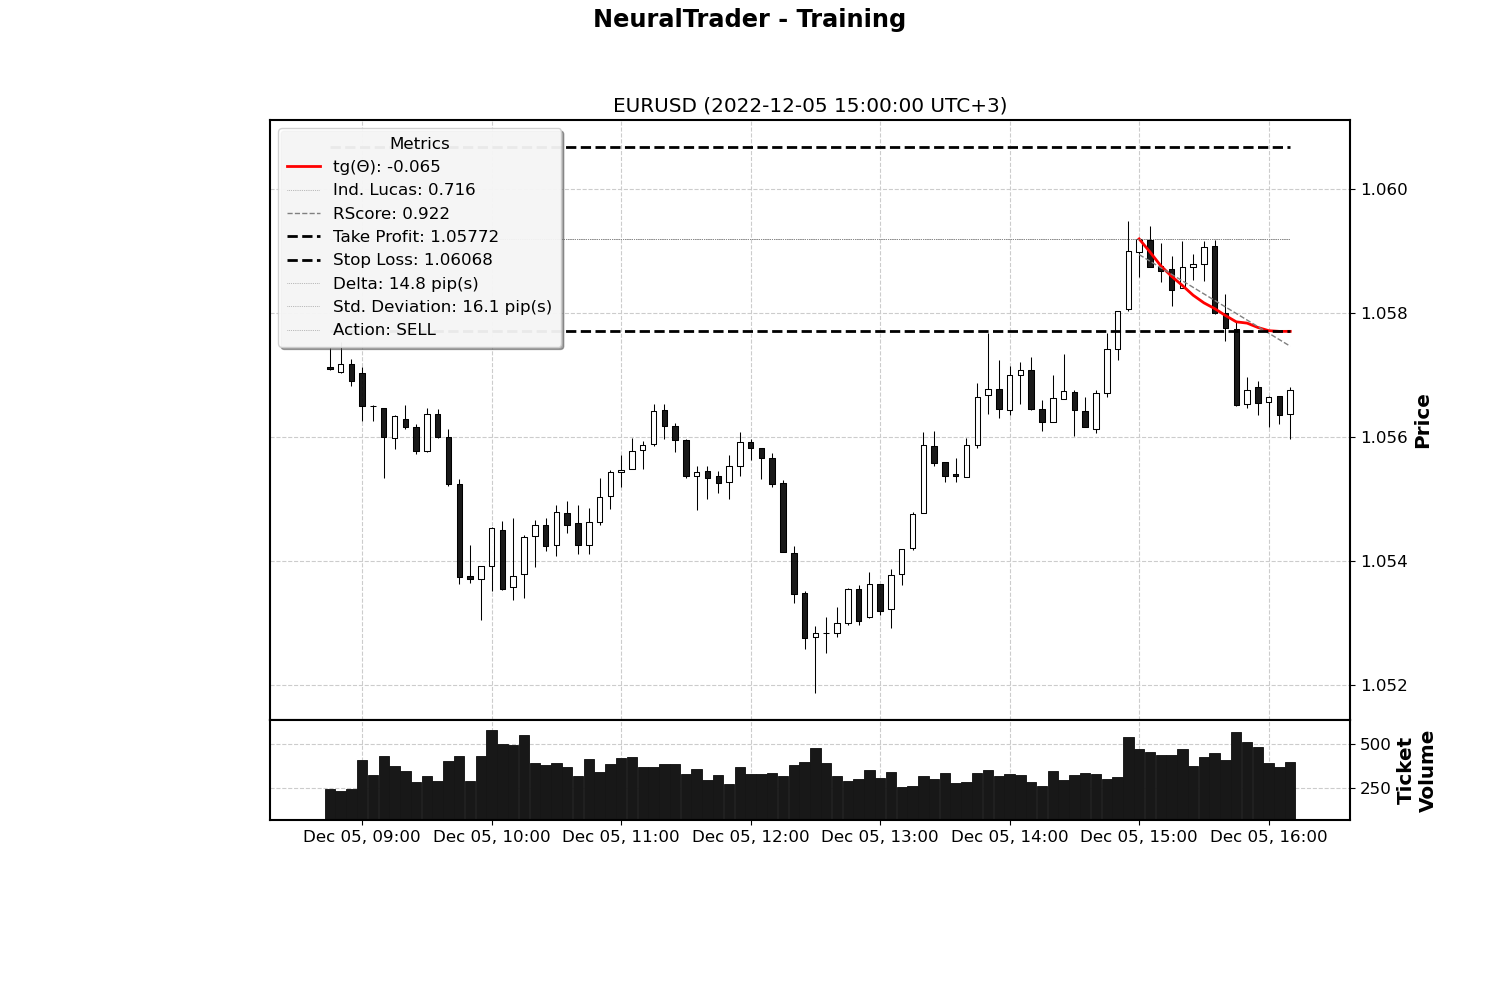 NeuralTrader - Training
EURUSD (2022-12-05 15:00:00 UTC+3)
Metrics
tg(Θ): -0.065
Ind. Lucas: 0.716
RScore: 0.922
Take Profit: 1.05772
Stop Loss: 1.06068
Delta: 14.8 pip(s)
Std. Deviation: 16.1 pip(s)
Action: SELL
1.060
1.058
1.056
1.054
1.052
Price
500
250
Ticket
Volume
Dec 05, 09:00
Dec 05, 10:00
Dec 05, 11:00
Dec 05, 12:00
Dec 05, 13:00
Dec 05, 14:00
Dec 05, 15:00
Dec 05, 16:00